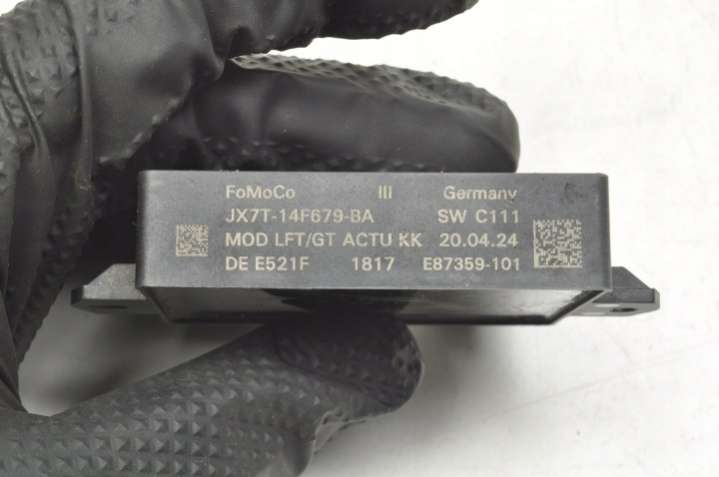 FoMoCo III Germany
JX7T-14F679-BA SW C111
MOD LFT/GT ACTU KK 20.04.24
DE E521F 1817 E87359-101